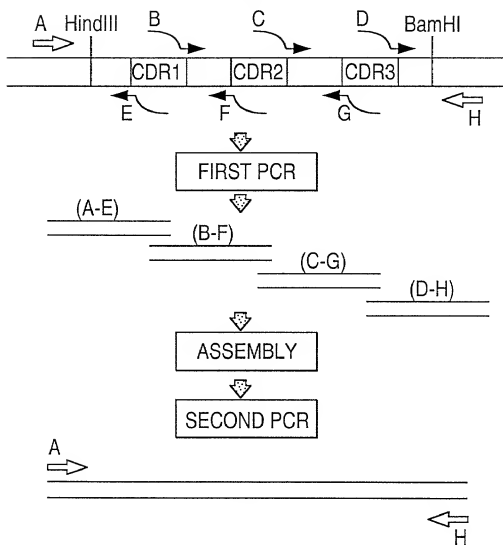 A HindIII B C D BamHI
CDR1 CDR2 CDR3
E F G H
FIRST PCR
(A-E)
(B-F)
(C-G)
(D-H)
ASSEMBLY
SECOND PCR
A
H